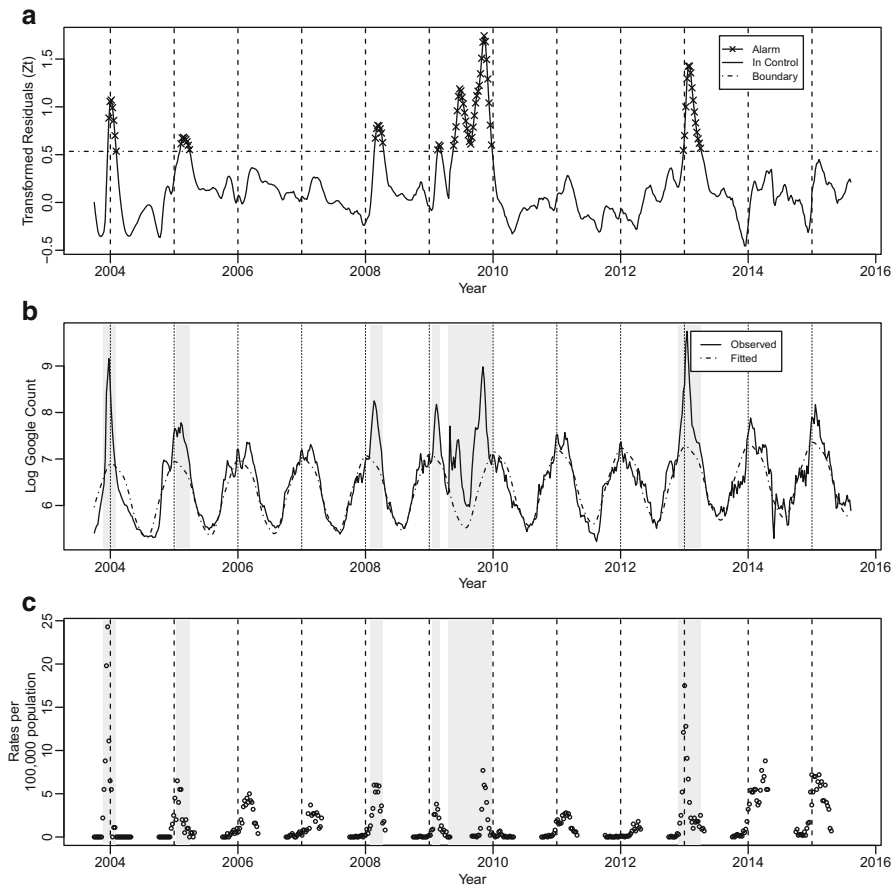 a
Transformed Residuals (Zt)
1.5
1.0
0.5
0.0
−0.5
Alarm
In Control
Boundary
2004 2006 2008 2010 2012 2014 2016
Year
b
Log Google Count
9
8
7
6
Observed
Fitted
2004 2006 2008 2010 2012 2014 2016
Year
c
Rates per
100,000 population
25
20
15
10
5
0
2004 2006 2008 2010 2012 2014 2016
Year